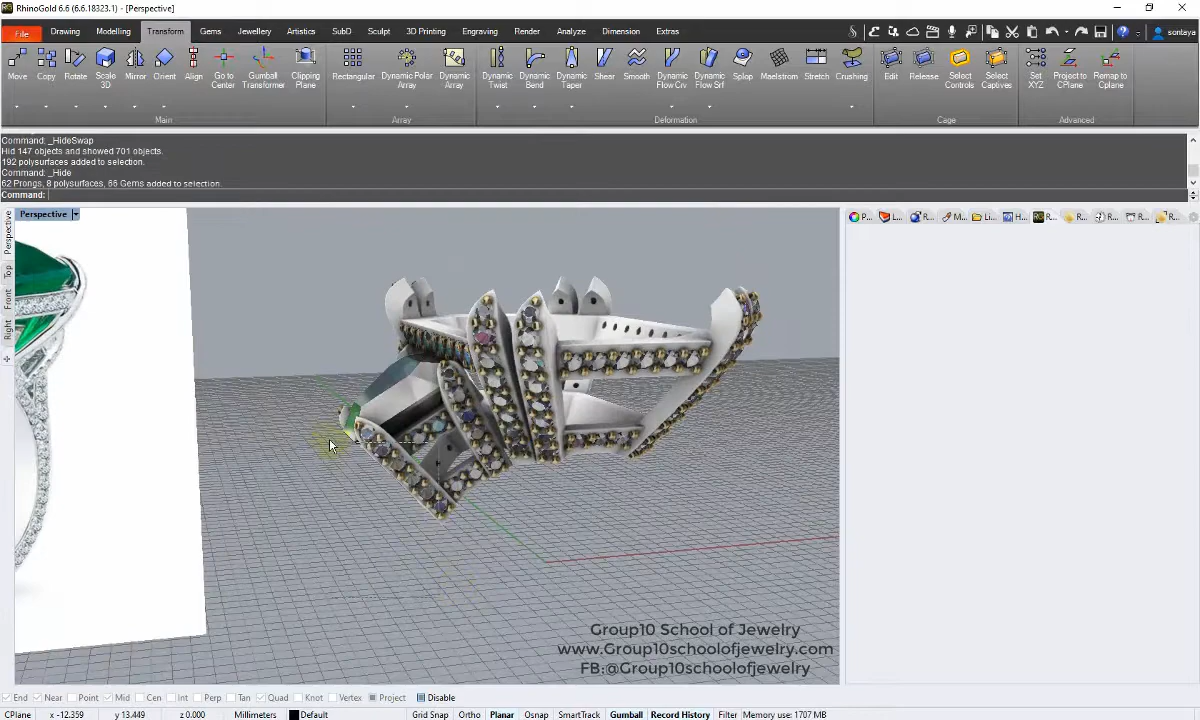 RhinoGold 6.6 (6.6.18323.1) - [Perspective]
File Drawing Modelling Transform Gems Jewellery Artistics SubD Sculpt 3D Printing Engraving Render Analyze Dimension Extras sontaya
Move Copy Rotate Scale 3D Mirror Orient Align Go to Center Gumball Transformer Clipping Plane Rectangular Dynamic Polar Array Dynamic Array Dynamic Twist Dynamic Bend Dynamic Taper Shear Smooth Dynamic Flow Crv Dynamic Flow Srf Splop Maelstrom Stretch Crushing Edit Release Select Controls Select Captives Set XYZ Project to CPlane Remap to Cplane
Main Array Deformation Cage Advanced
Command: _HideSwap
Hid 147 objects and showed 701 objects.
192 polysurfaces added to selection.
Command: _Hide
62 Prongs, 8 polysurfaces, 66 Gems added to selection.
Command:
Perspective
P... L... R... M... Li... H... R... R... R... R... R...
Perspective
Top
Front
Right
Group10 School of Jewelry
www.Group10schoolofjewelry.com
FB:@Group10schoolofjewelry
End Near Point Mid Cen Int Perp Tan Quad Knot Vertex Project Disable
CPlane x -12.359 y 13.449 z 0.000 Millimeters Default Grid Snap Ortho Planar Osnap SmartTrack Gumball Record History Filter Memory use: 1707 MB